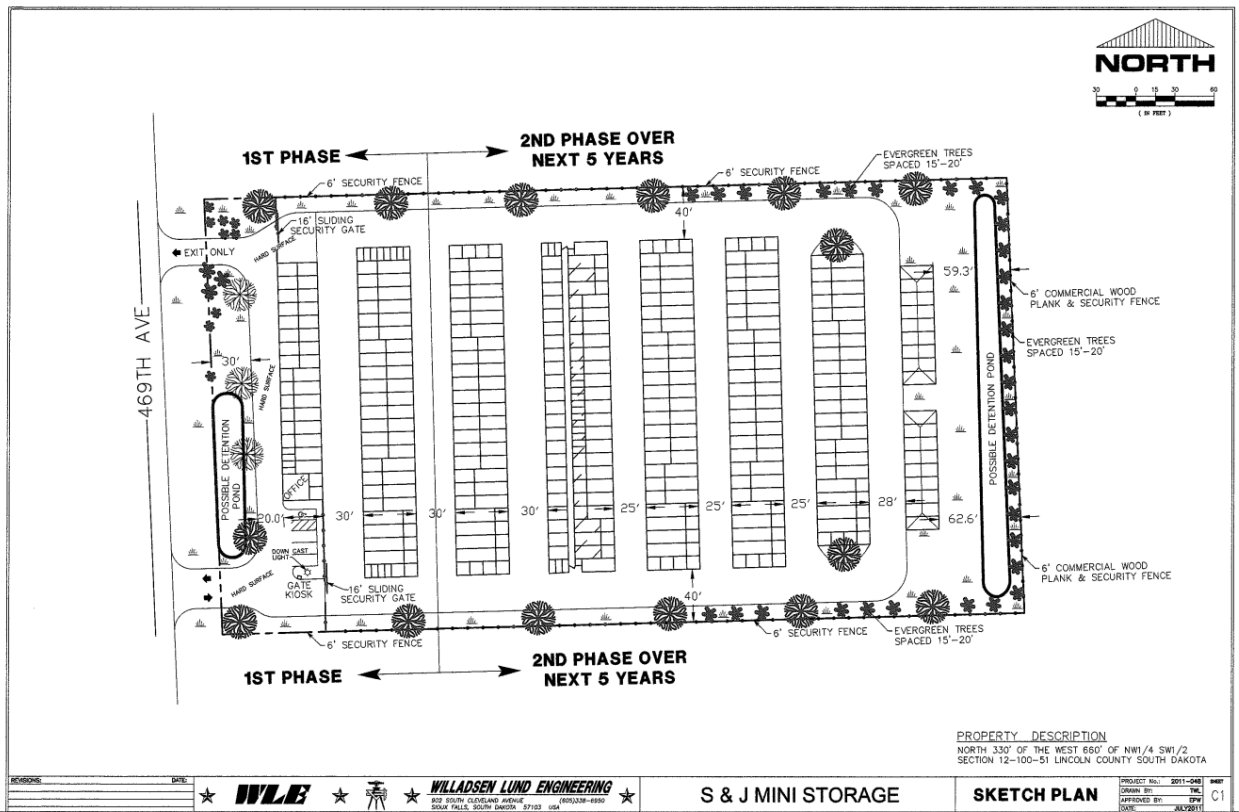 NORTH
30 0 15 30 60
( IN FEET )
1ST PHASE
2ND PHASE OVER
NEXT 5 YEARS
EVERGREEN TREES
SPACED 15'-20'
6' SECURITY FENCE
6' SECURITY FENCE
16' SLIDING
SECURITY GATE
40'
EXIT ONLY
HARD SURFACE
59.3'
6' COMMERCIAL WOOD
PLANK & SECURITY FENCE
469TH AVE
EVERGREEN TREES
SPACED 15'-20'
30'
HARD SURFACE
POSSIBLE DETENTION
POND
POSSIBLE DETENTION POND
OFFICE
20.0'
30'
30'
30'
25'
25'
25'
28'
62.6'
DOWN CAST
LIGHT
GATE
KIOSK
HARD SURFACE
16' SLIDING
SECURITY GATE
40'
6' COMMERCIAL WOOD
PLANK & SECURITY FENCE
6' SECURITY FENCE
6' SECURITY FENCE
EVERGREEN TREES
SPACED 15'-20'
1ST PHASE
2ND PHASE OVER
NEXT 5 YEARS
PROPERTY DESCRIPTION
NORTH 330' OF THE WEST 660' OF NW1/4 SW1/2
SECTION 12-100-51 LINCOLN COUNTY SOUTH DAKOTA
REVISIONS: DATE:
WLE
WILLADSEN LUND ENGINEERING
SIOUX FALLS, SOUTH DAKOTA 57103 USA
S & J MINI STORAGE
SKETCH PLAN
PROJECT No.: 2011-046
DRAWN BY: TWL
APPROVED BY: EPW
DATE: JULY2011
SHEET
C1